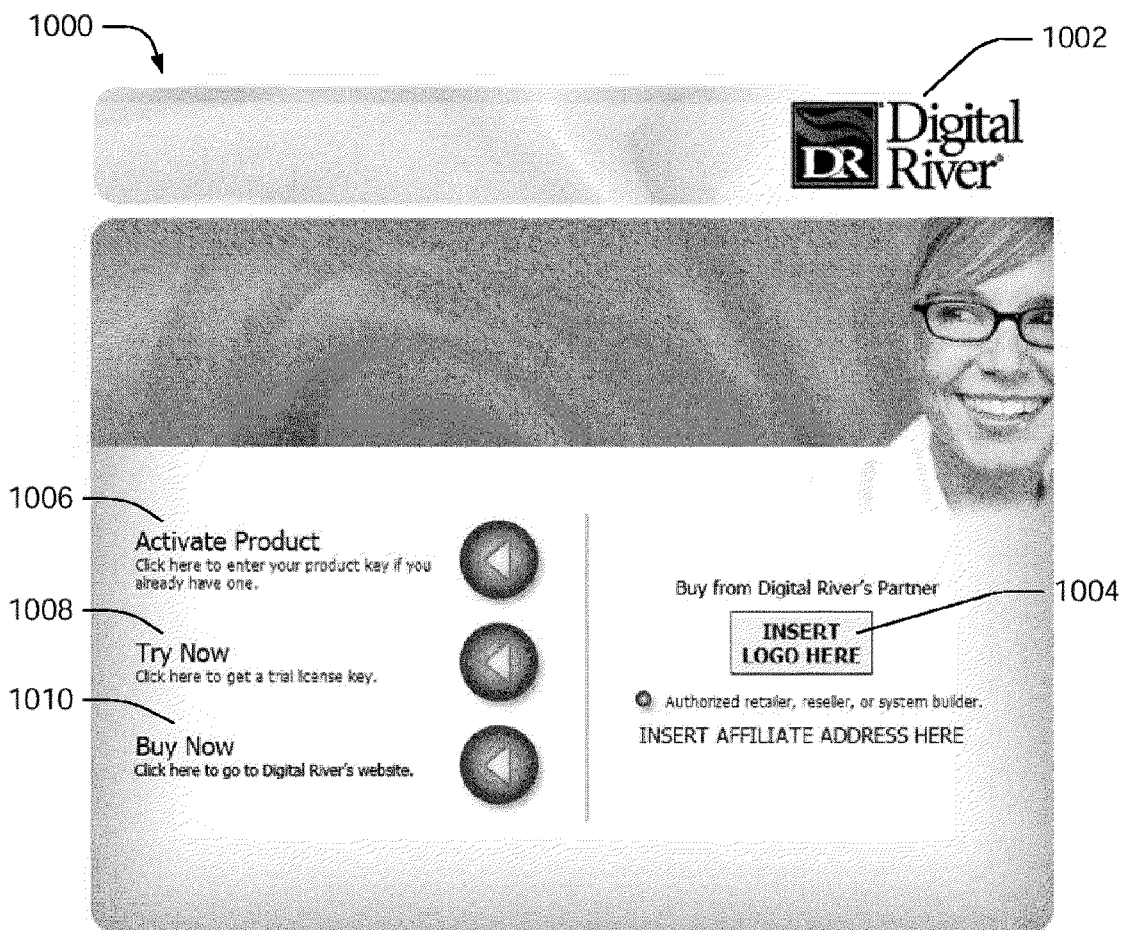 1000
1002
DR
Digital
River®
1006
Activate Product
Click here to enter your product key if you
already have one.
1008
Try Now
Click here to get a trial license key.
1010
Buy Now
Click here to go to Digital River's website.
Buy from Digital River's Partner
1004
INSERT
LOGO HERE
Authorized retailer, reseller, or system builder.
INSERT AFFILIATE ADDRESS HERE